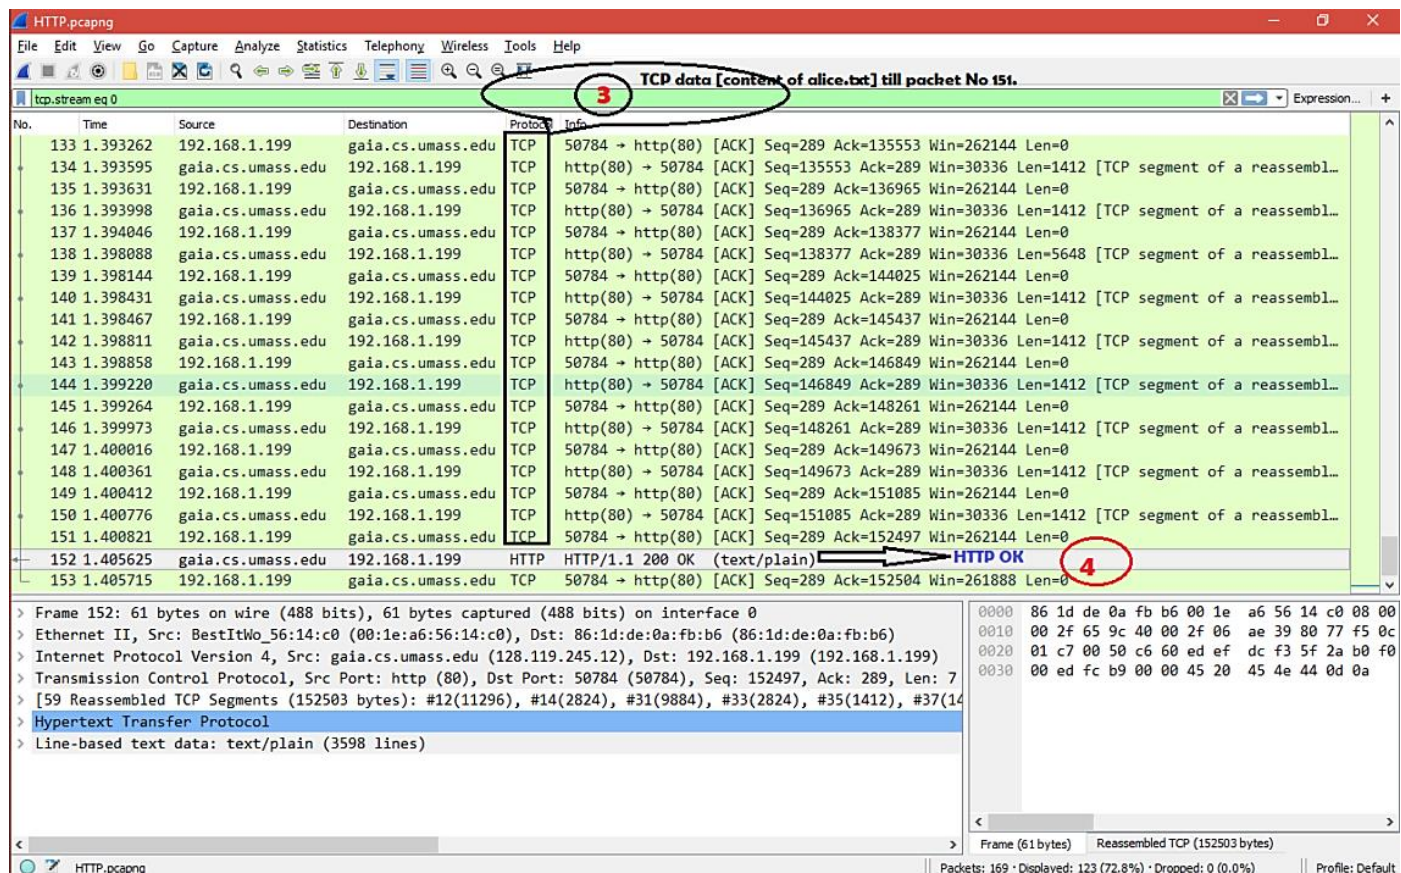 HTTP.pcapng
File Edit View Go Capture Analyze Statistics Telephony Wireless Tools Help
TCP data [content of alice.txt] till packet No 151.
3
tcp.stream eq 0 Expression... +
No. Time Source Destination Protocol Info
133 1.393262 192.168.1.199 gaia.cs.umass.edu TCP 50784 → http(80) [ACK] Seq=289 Ack=135553 Win=262144 Len=0
134 1.393595 gaia.cs.umass.edu 192.168.1.199 TCP http(80) → 50784 [ACK] Seq=135553 Ack=289 Win=30336 Len=1412 [TCP segment of a reassembl…
135 1.393631 192.168.1.199 gaia.cs.umass.edu TCP 50784 → http(80) [ACK] Seq=289 Ack=136965 Win=262144 Len=0
136 1.393998 gaia.cs.umass.edu 192.168.1.199 TCP http(80) → 50784 [ACK] Seq=136965 Ack=289 Win=30336 Len=1412 [TCP segment of a reassembl…
137 1.394046 192.168.1.199 gaia.cs.umass.edu TCP 50784 → http(80) [ACK] Seq=289 Ack=138377 Win=262144 Len=0
138 1.398088 gaia.cs.umass.edu 192.168.1.199 TCP http(80) → 50784 [ACK] Seq=138377 Ack=289 Win=30336 Len=5648 [TCP segment of a reassembl…
139 1.398144 192.168.1.199 gaia.cs.umass.edu TCP 50784 → http(80) [ACK] Seq=289 Ack=144025 Win=262144 Len=0
140 1.398431 gaia.cs.umass.edu 192.168.1.199 TCP http(80) → 50784 [ACK] Seq=144025 Ack=289 Win=30336 Len=1412 [TCP segment of a reassembl…
141 1.398467 192.168.1.199 gaia.cs.umass.edu TCP 50784 → http(80) [ACK] Seq=289 Ack=145437 Win=262144 Len=0
142 1.398811 gaia.cs.umass.edu 192.168.1.199 TCP http(80) → 50784 [ACK] Seq=145437 Ack=289 Win=30336 Len=1412 [TCP segment of a reassembl…
143 1.398858 192.168.1.199 gaia.cs.umass.edu TCP 50784 → http(80) [ACK] Seq=289 Ack=146849 Win=262144 Len=0
144 1.399220 gaia.cs.umass.edu 192.168.1.199 TCP http(80) → 50784 [ACK] Seq=146849 Ack=289 Win=30336 Len=1412 [TCP segment of a reassembl…
145 1.399264 192.168.1.199 gaia.cs.umass.edu TCP 50784 → http(80) [ACK] Seq=289 Ack=148261 Win=262144 Len=0
146 1.399973 gaia.cs.umass.edu 192.168.1.199 TCP http(80) → 50784 [ACK] Seq=148261 Ack=289 Win=30336 Len=1412 [TCP segment of a reassembl…
147 1.400016 192.168.1.199 gaia.cs.umass.edu TCP 50784 → http(80) [ACK] Seq=289 Ack=149673 Win=262144 Len=0
148 1.400361 gaia.cs.umass.edu 192.168.1.199 TCP http(80) → 50784 [ACK] Seq=149673 Ack=289 Win=30336 Len=1412 [TCP segment of a reassembl…
149 1.400412 192.168.1.199 gaia.cs.umass.edu TCP 50784 → http(80) [ACK] Seq=289 Ack=151085 Win=262144 Len=0
150 1.400776 gaia.cs.umass.edu 192.168.1.199 TCP http(80) → 50784 [ACK] Seq=151085 Ack=289 Win=30336 Len=1412 [TCP segment of a reassembl…
151 1.400821 192.168.1.199 gaia.cs.umass.edu TCP 50784 → http(80) [ACK] Seq=289 Ack=152497 Win=262144 Len=0
152 1.405625 gaia.cs.umass.edu 192.168.1.199 HTTP HTTP/1.1 200 OK (text/plain) HTTP OK 4
153 1.405715 192.168.1.199 gaia.cs.umass.edu TCP 50784 → http(80) [ACK] Seq=289 Ack=152504 Win=261888 Len=0
> Frame 152: 61 bytes on wire (488 bits), 61 bytes captured (488 bits) on interface 0
> Ethernet II, Src: BestItWo_56:14:c0 (00:1e:a6:56:14:c0), Dst: 86:1d:de:0a:fb:b6 (86:1d:de:0a:fb:b6)
> Internet Protocol Version 4, Src: gaia.cs.umass.edu (128.119.245.12), Dst: 192.168.1.199 (192.168.1.199)
> Transmission Control Protocol, Src Port: http (80), Dst Port: 50784 (50784), Seq: 152497, Ack: 289, Len: 7
> [59 Reassembled TCP Segments (152503 bytes): #12(11296), #14(2824), #31(9884), #33(2824), #35(1412), #37(14
> Hypertext Transfer Protocol
> Line-based text data: text/plain (3598 lines)
0000 86 1d de 0a fb b6 00 1e a6 56 14 c0 08 00
0010 00 2f 65 9c 40 00 2f 06 ae 39 80 77 f5 0c
0020 01 c7 00 50 c6 60 ed ef dc f3 5f 2a b0 f0
0030 00 ed fc b9 00 00 45 20 45 4e 44 0d 0a
Frame (61 bytes) Reassembled TCP (152503 bytes)
HTTP.pcapng Packets: 169 · Displayed: 123 (72.8%) · Dropped: 0 (0.0%) Profile: Default